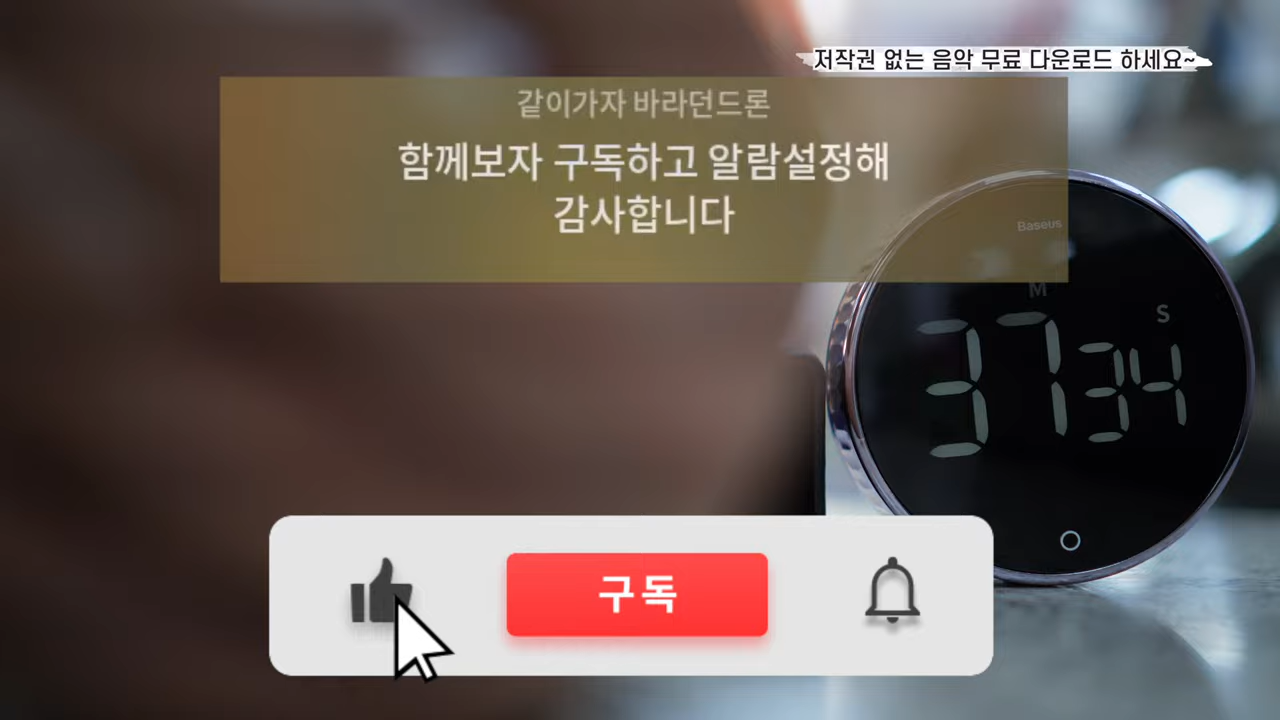 저작권 없는 음악 무료 다운로드 하세요~
같이가자 바라던드론
함께보자 구독하고 알람설정해
감사합니다
Baseus
M
S
37 34
구독